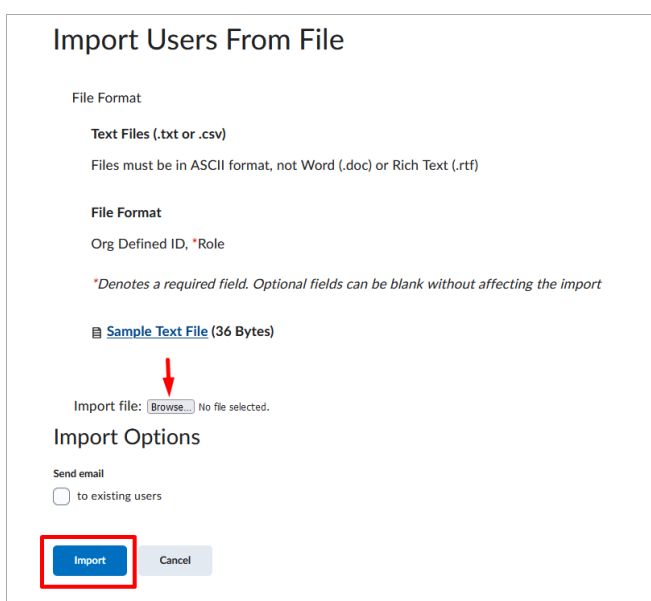 Import Users From File
File Format
Text Files (.txt or .csv)
Files must be in ASCII format, not Word (.doc) or Rich Text (.rtf)
File Format
Org Defined ID, *Role
*Denotes a required field. Optional fields can be blank without affecting the import
Sample Text File (36 Bytes)
Import file: Browse... No file selected.
Import Options
Send email
to existing users
Import Cancel